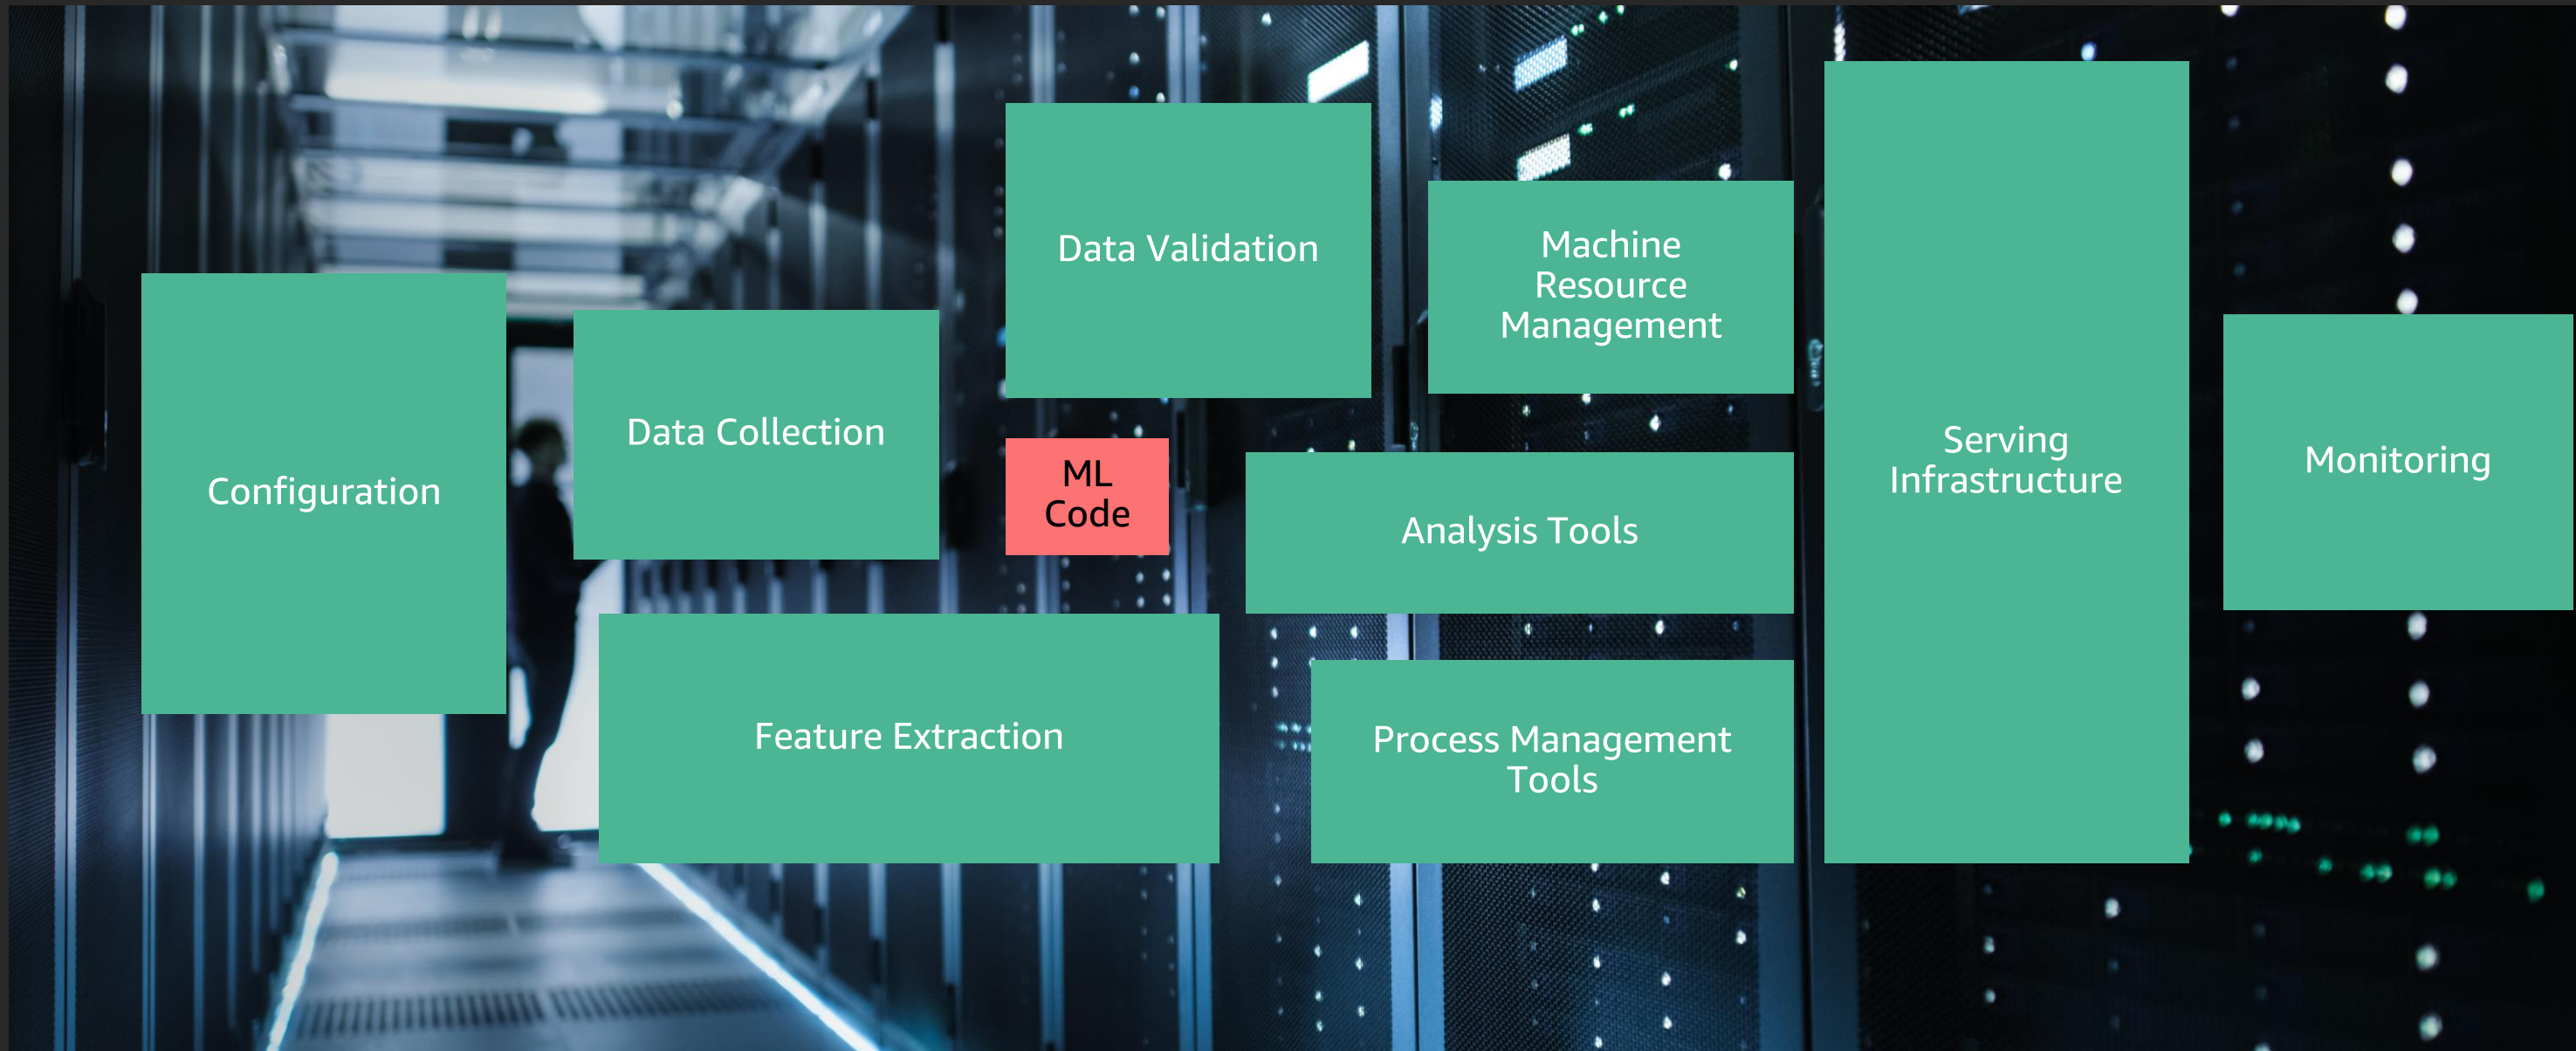 Configuration
Data Collection
Data Validation
ML
Code
Feature Extraction
Machine
Resource
Management
Analysis Tools
Process Management
Tools
Serving
Infrastructure
Monitoring